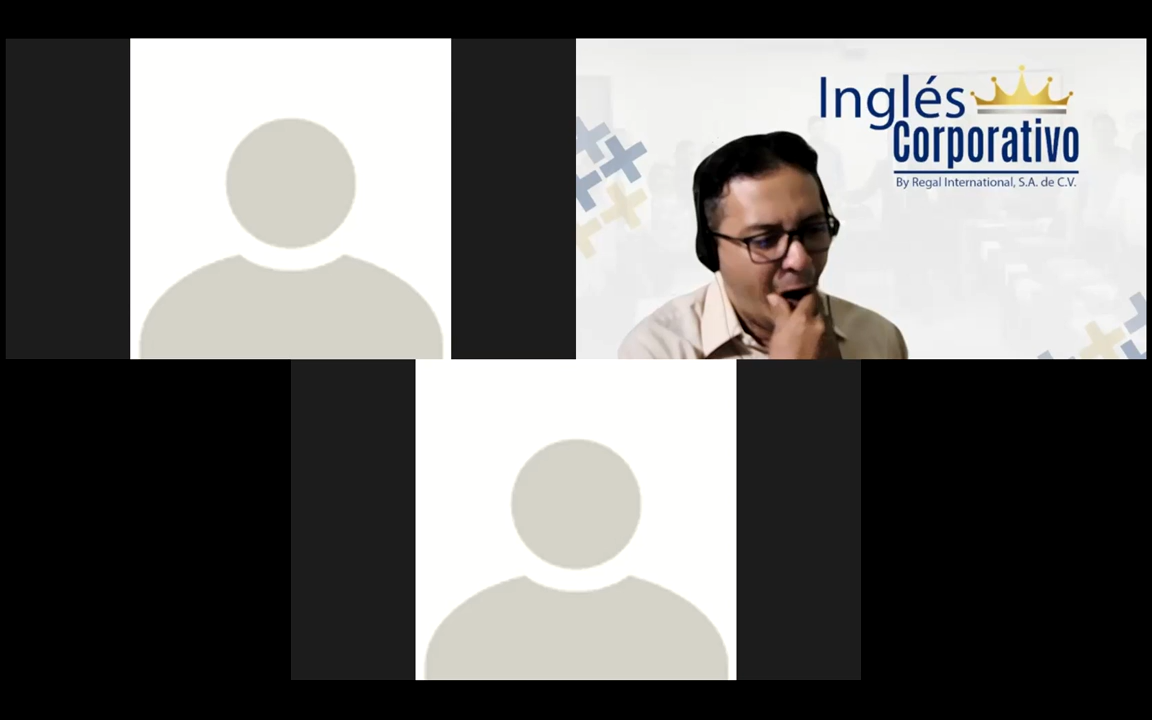 Inglés
Corporativo
By Regal International, S.A. de C.V.